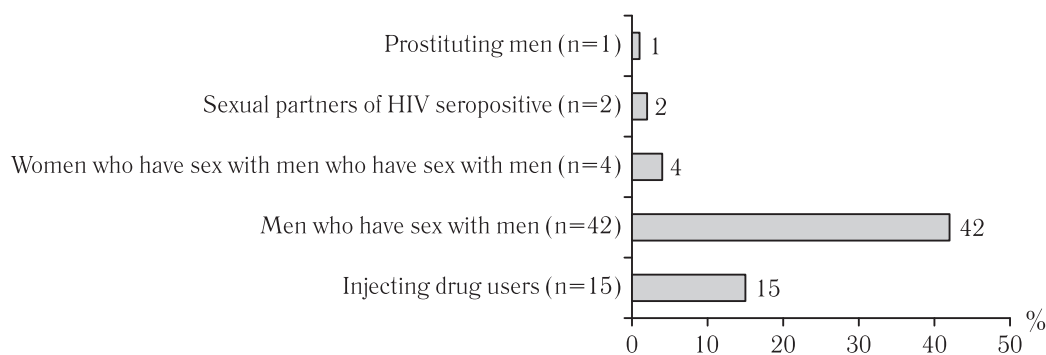 Prostituting men (n=1) 1
Sexual partners of HIV seropositive (n=2) 2
Women who have sex with men who have sex with men (n=4) 4
Men who have sex with men (n=42) 42
Injecting drug users (n=15) 15
%
0 10 20 30 40 50